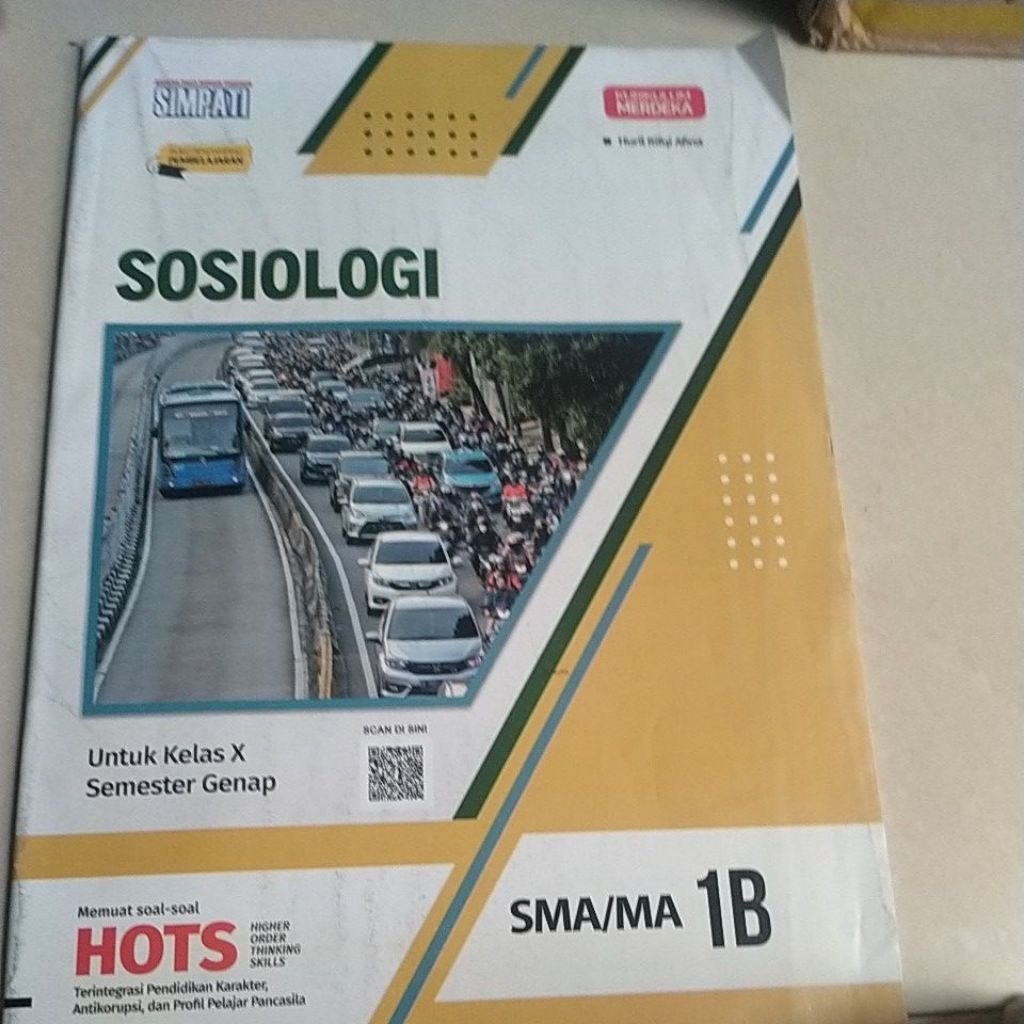 SIMPATI
KURIKULUM
MERDEKA
PEMBELAJARAN
SOSIOLOGI
SCAN DI SINI
Untuk Kelas X
Semester Genap
Memuat soal-soal
HOTS
HIGHER
ORDER
THINKING
SKILLS
Terintegrasi Pendidikan Karakter,
Antikorupsi, dan Profil Pelajar Pancasila
SMA/MA 1B